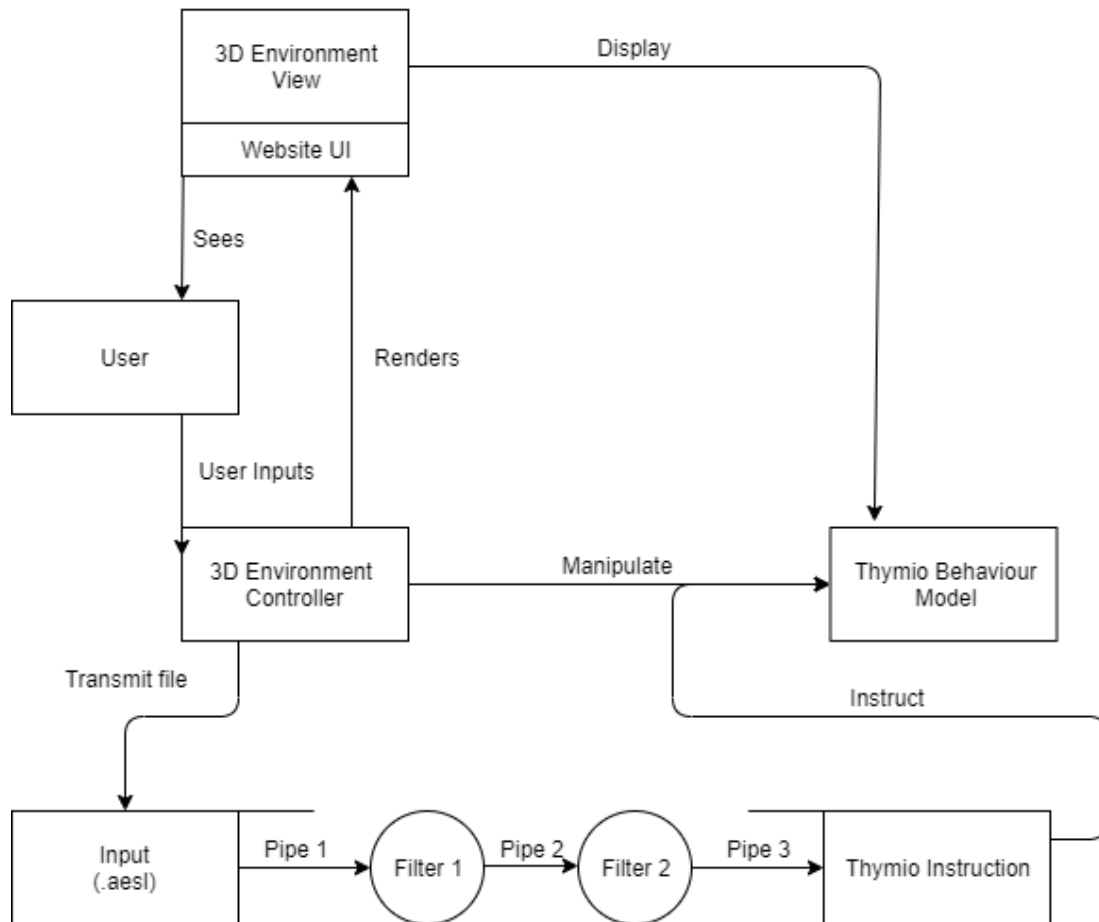 3D Environment
View
Display
Website UI
Sees
User
Renders
User Inputs
3D Environment
Controller
Manipulate
Thymio Behaviour
Model
Transmit file
Instruct
Input
(.aesl)
Pipe 1
Filter 1
Pipe 2
Filter 2
Pipe 3
Thymio Instruction